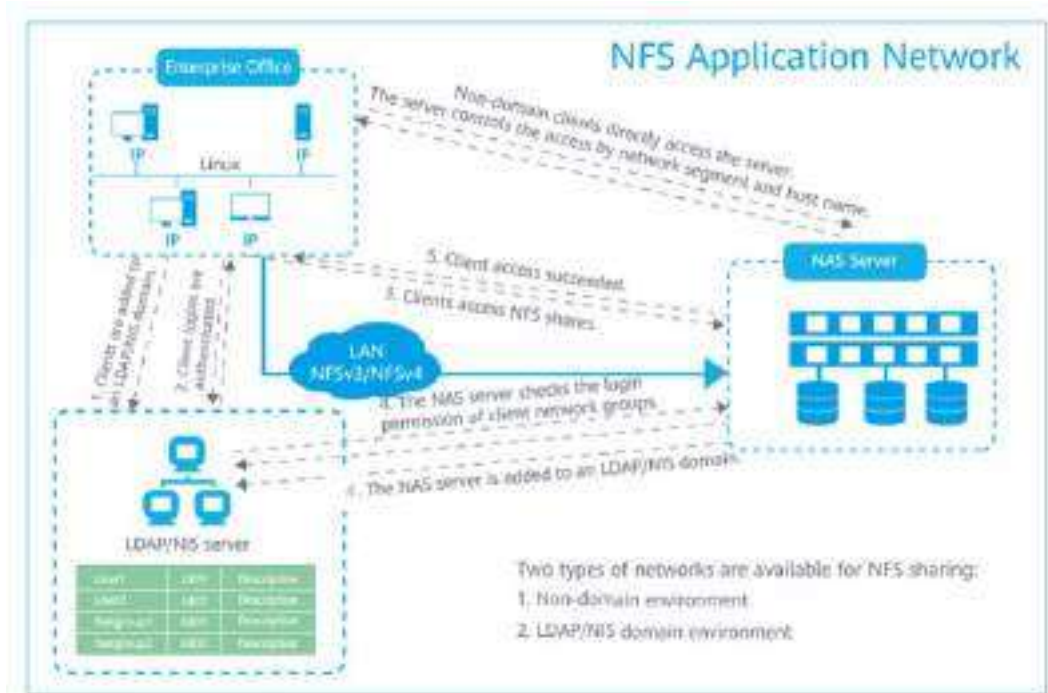 NFS Application Network
Enterprise Office
IP
IP
Linux
IP
IP
Non-domain clients directly access the server.
The server controls the access by network segment and host name.
NAS Server
5. Client access succeeded.
3. Clients access NFS shares.
1. Clients are added to
an LDAP/NIS domain.
2. Client logins are
authenticated.
LAN
NFSv3/NFSv4
4. The NAS server checks the login
permission of client network groups.
1. The NAS server is added to an LDAP/NIS domain.
LDAP/NIS server
user1
Descriptive
Descriptive
Descriptive
Descriptive
Two types of networks are available for NFS sharing:
1. Non-domain environment
2. LDAP/NIS domain environment